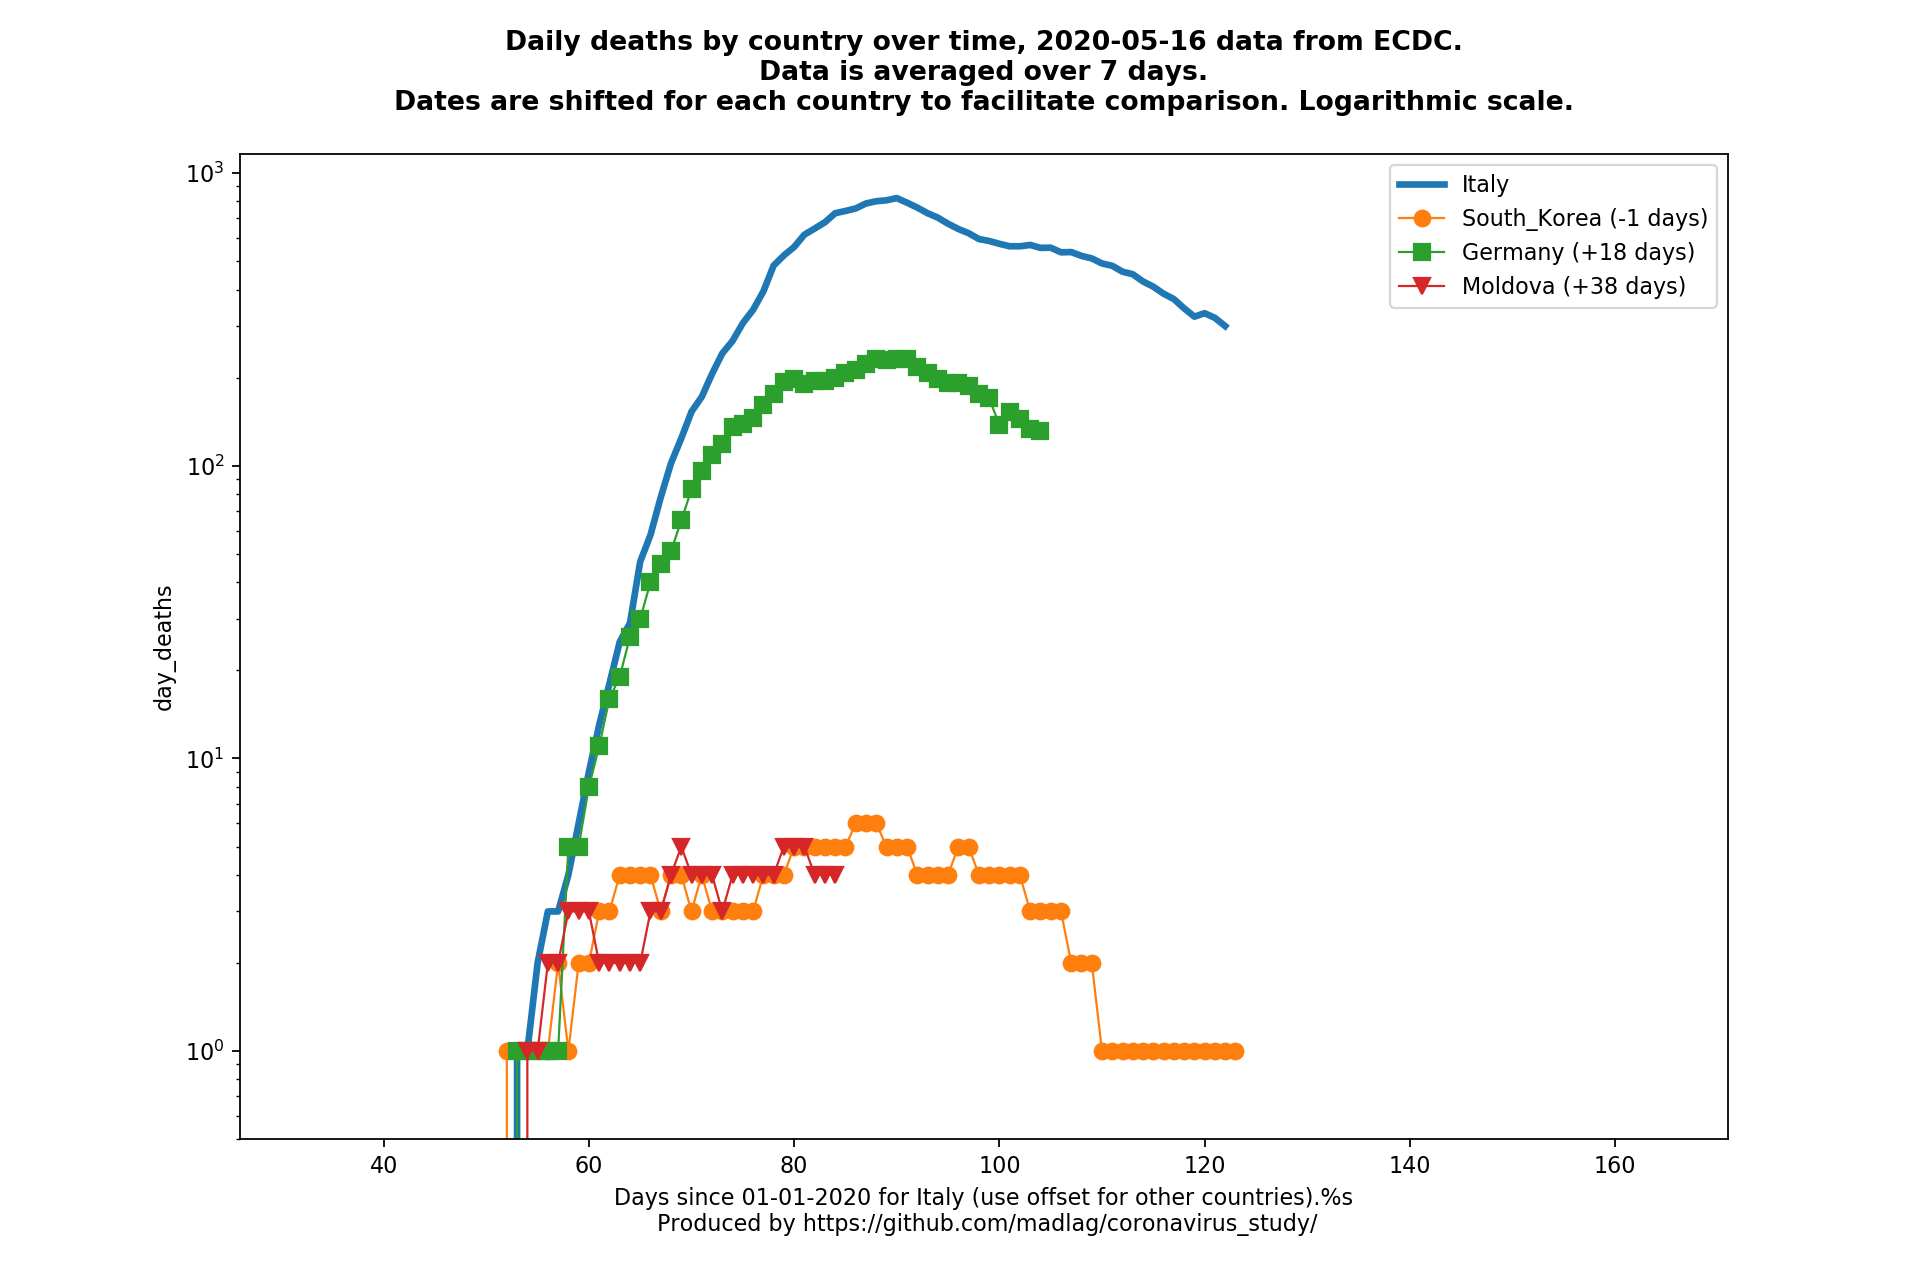 Daily deaths by country over time, 2020-05-16 data from ECDC.
Data is averaged over 7 days.
Dates are shifted for each country to facilitate comparison. Logarithmic scale.
10³
10²
10¹
10⁰
day_deaths
Italy
South_Korea (-1 days)
Germany (+18 days)
Moldova (+38 days)
40 60 80 100 120 140 160
Days since 01-01-2020 for Italy (use offset for other countries).%s
Produced by https://github.com/madlag/coronavirus_study/